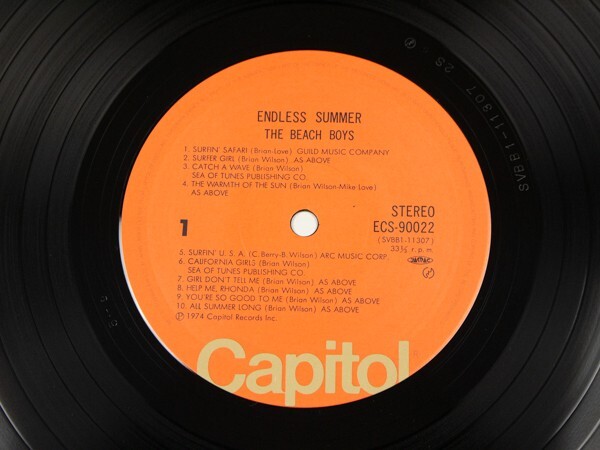 ENDLESS SUMMER
THE BEACH BOYS
1. SURFIN' SAFARI (Brian-Love) GUILD MUSIC COMPANY
2. SURFER GIRL (Brian Wilson) AS ABOVE
3. CATCH A WAVE (Brian Wilson)
SEA OF TUNES PUBLISHING CO.
4. THE WARMTH OF THE SUN (Brian Wilson-Mike Love)
AS ABOVE
1
STEREO
ECS-90022
(SVBB1-11307)
33⅓ r.p.m.
5. SURFIN' U. S. A. (C. Berry-B. Wilson) ARC MUSIC CORP.
6. CALIFORNIA GIRLS (Brian Wilson)
SEA OF TUNES PUBLISHING CO.
7. GIRL DON'T TELL ME (Brian Wilson) AS ABOVE
8. HELP ME, RHONDA (Brian Wilson) AS ABOVE
9. YOU'RE SO GOOD TO ME (Brian Wilson) AS ABOVE
10. ALL SUMMER LONG (Brian Wilson) AS ABOVE
Ⓟ 1974 Capitol Records Inc.
Capitol
SVBB1-11307 2S